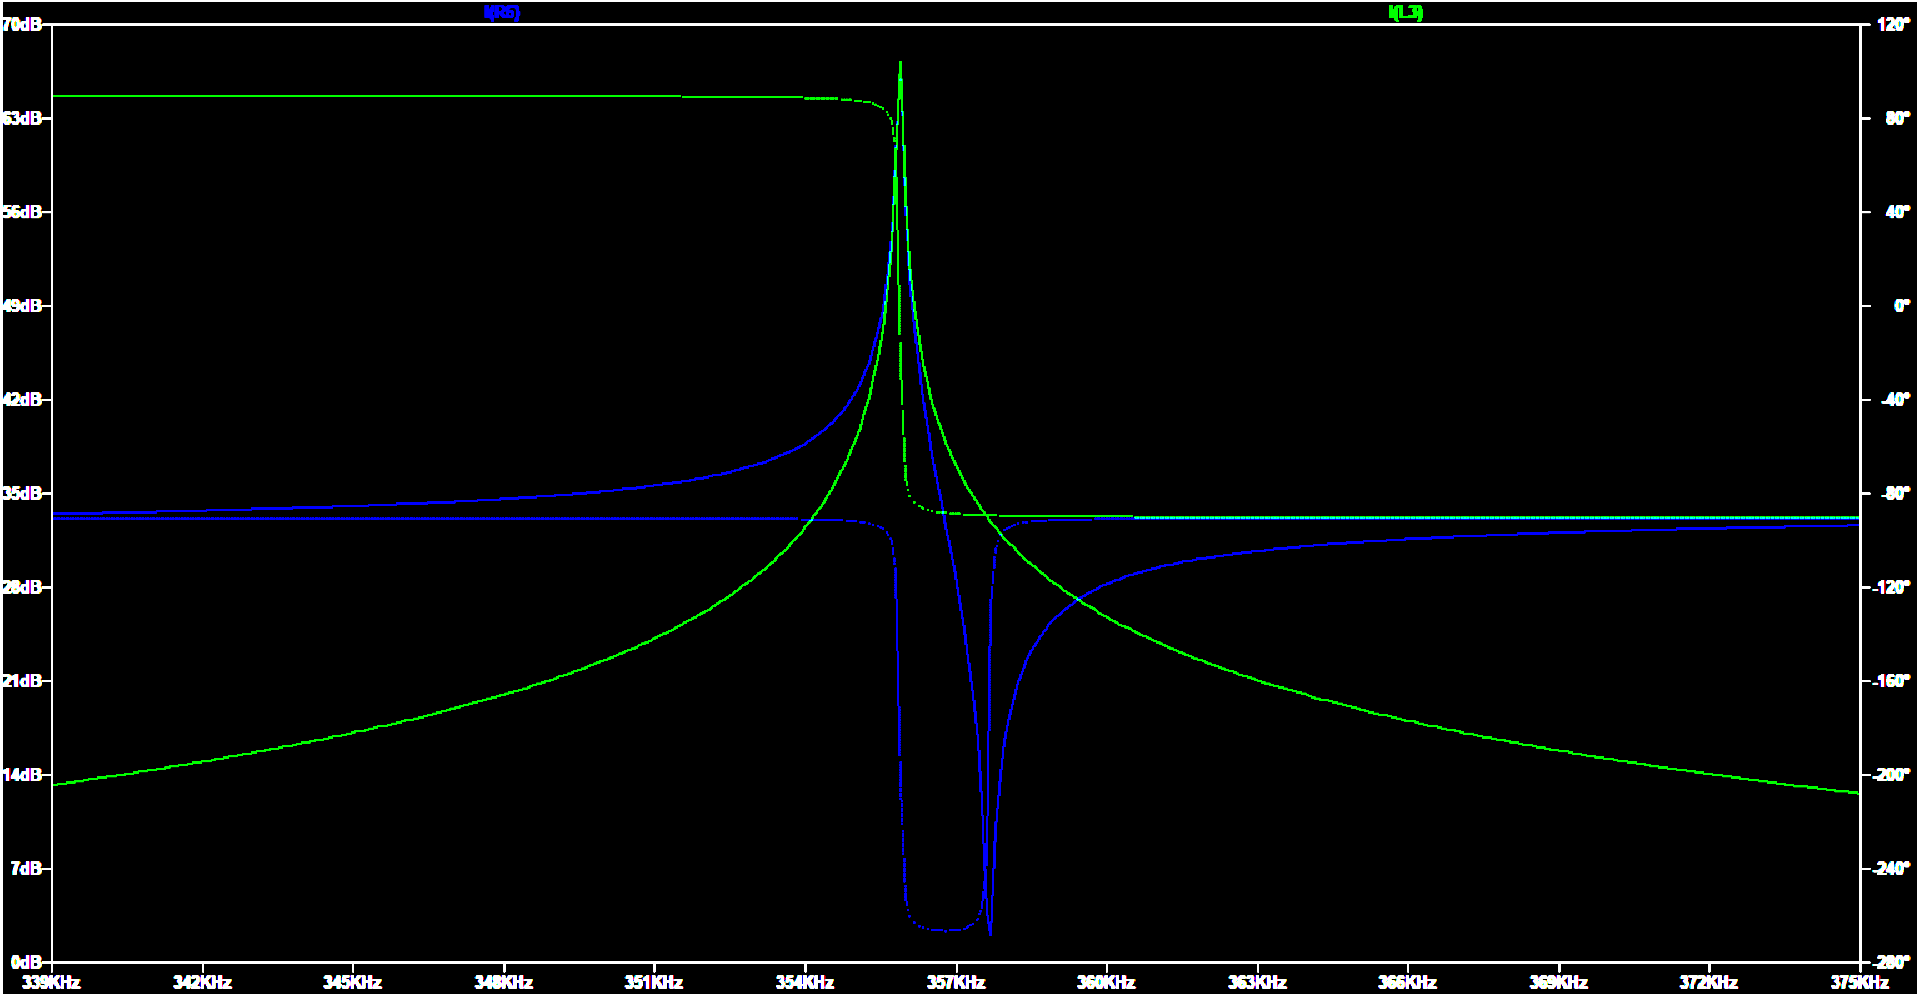 I(R5) I(L3)
70dB 120°
63dB 80°
56dB 40°
49dB 0°
42dB -40°
35dB -80°
28dB -120°
21dB -160°
14dB -200°
7dB -240°
0dB -280°
339KHz 342KHz 345KHz 348KHz 351KHz 354KHz 357KHz 360KHz 363KHz 366KHz 369KHz 372KHz 375KHz